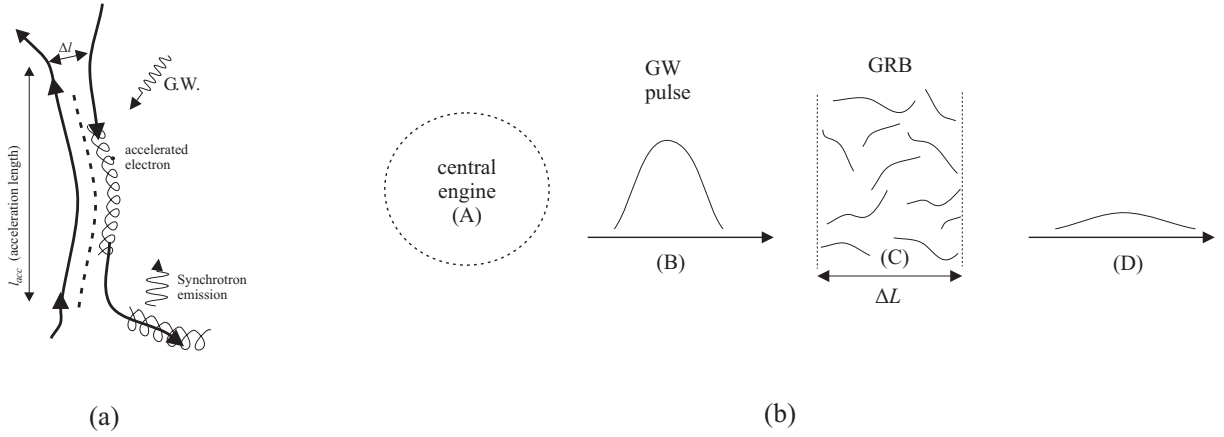 Δl
G.W.
accelerated
electron
l_acc (acceleration length)
Synchrotron
emission
(a)
central
engine
(A)
GW
pulse
(B)
GRB
(C)
ΔL
(D)
(b)